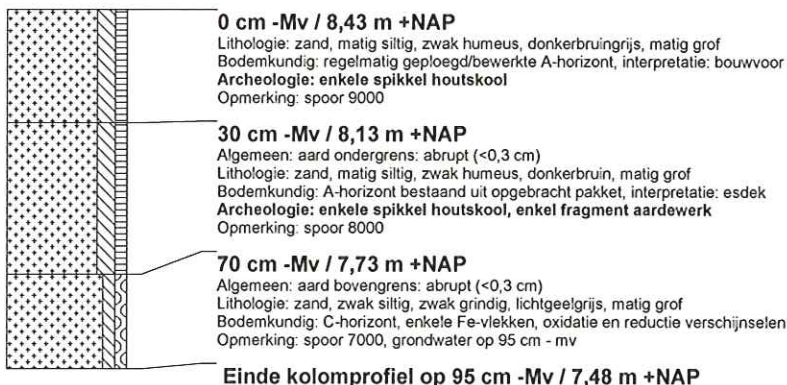 0 cm -Mv / 8,43 m +NAP
Lithologie: zand, matig siltig, zwak humeus, donkerbruingrijs, matig grof
Bodemkundig: regelmatig geploegd/bewerkte A-horizont, interpretatie: bouwvoor
Archeologie: enkele spikkel houtskool
Opmerking: spoor 9000
30 cm -Mv / 8,13 m +NAP
Algemeen: aard ondergrens: abrupt (<0,3 cm)
Lithologie: zand, matig siltig, zwak humeus, donkerbruin, matig grof
Bodemkundig: A-horizont bestaand uit opgebracht pakket, interpretatie: esdek
Archeologie: enkele spikkel houtskool, enkel fragment aardewerk
Opmerking: spoor 8000
70 cm -Mv / 7,73 m +NAP
Algemeen: aard bovengrens: abrupt (<0,3 cm)
Lithologie: zand, zwak siltig, zwak grindig, lichtgeelgrijs, matig grof
Bodemkundig: C-horizont, enkele Fe-vlekken, oxidatie en reductie verschijnselen
Opmerking: spoor 7000, grondwater op 95 cm - mv
Einde kolomprofiel op 95 cm -Mv / 7,48 m +NAP